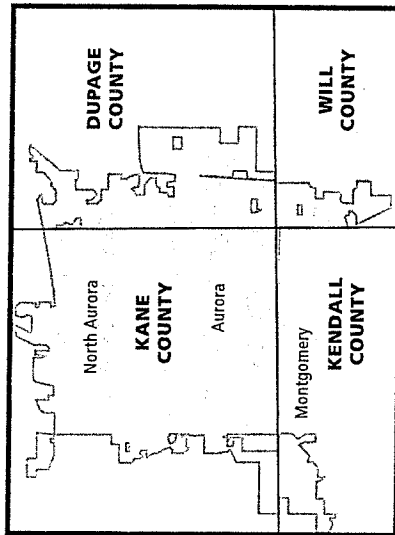 DUPAGE
COUNTY
North Aurora
KANE
COUNTY
Aurora
WILL
COUNTY
Montgomery
KENDALL
COUNTY